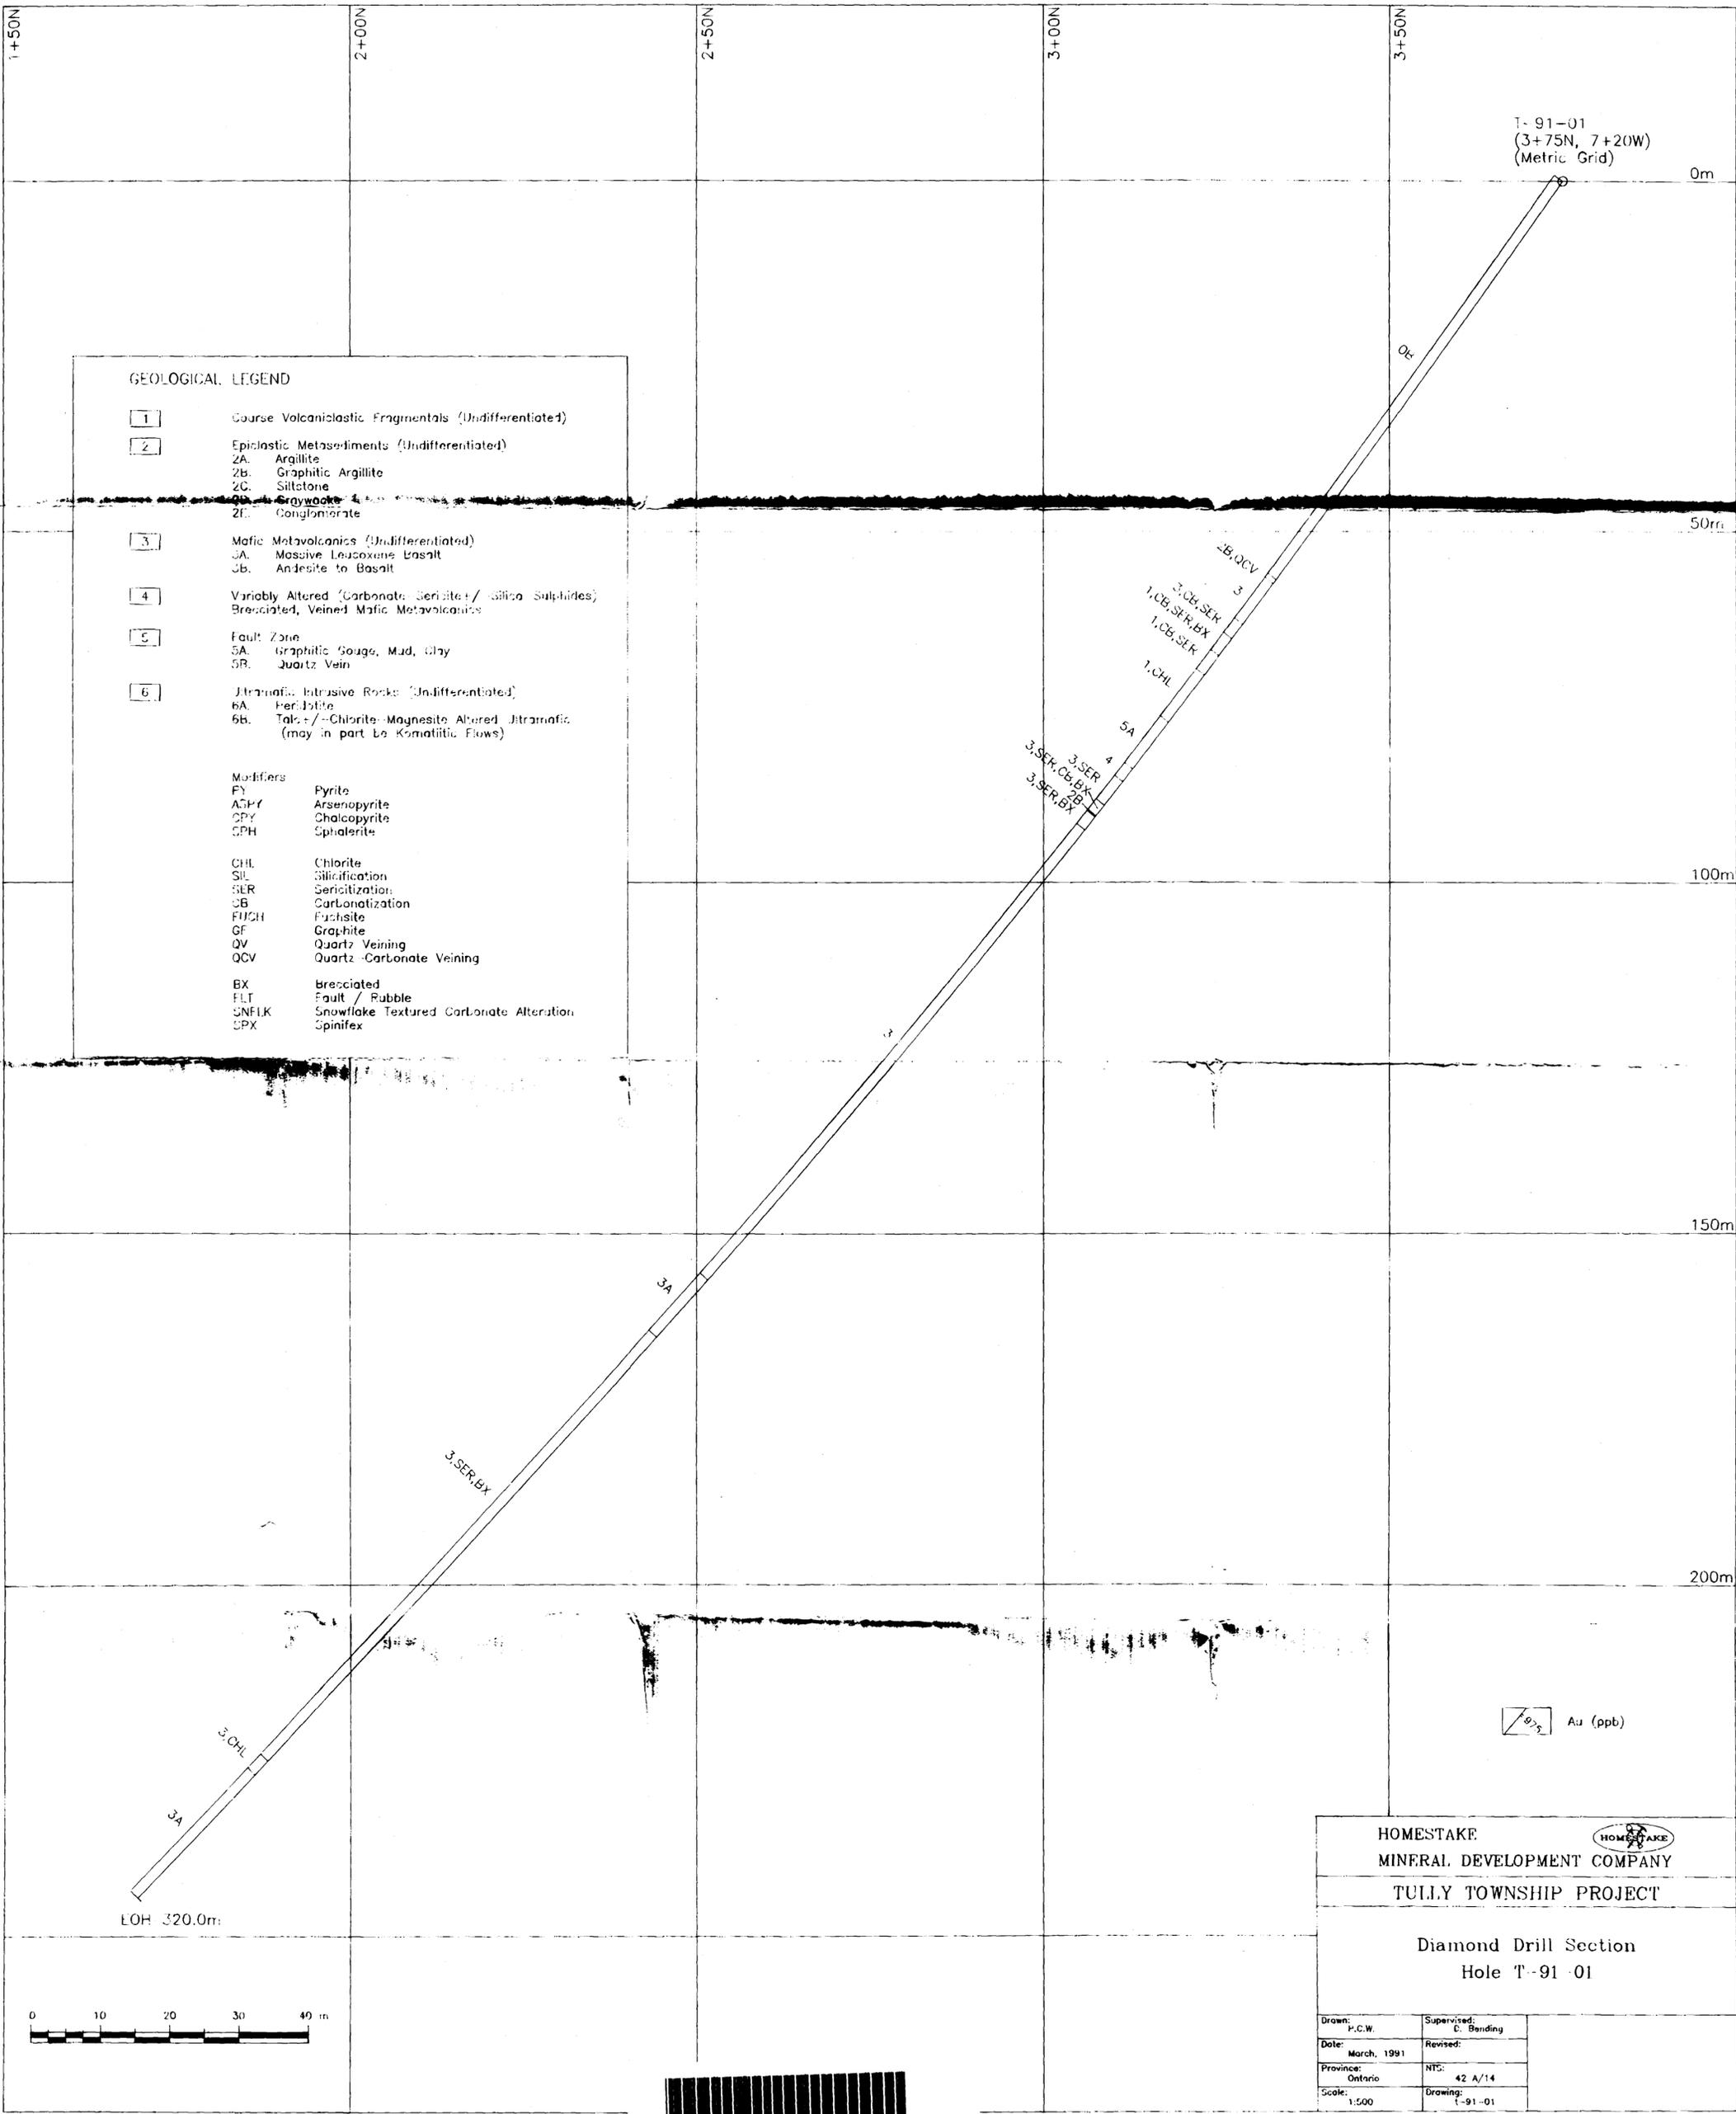 1+50N
2+00N
2+50N
3+00N
3+50N
T-91-01
(3+75N, 7+20W)
(Metric Grid)
0m
50m
100m
150m
200m
GEOLOGICAL LEGEND
1 Course Volcaniclastic Fragmentals (Undifferentiated)
2 Epiclastic Metasediments (Undifferentiated)
2A. Argillite
2B. Graphitic Argillite
2C. Siltstone
2D. Graywacke
2E. Conglomerate
3 Mafic Metavolcanics (Undifferentiated)
3A. Massive Leucoxene Basalt
3B. Andesite to Basalt
4 Variably Altered (Carbonate Sericite+/-Silica Sulphides)
Brecciated, Veined Mafic Metavolcanics
5 Fault Zone
5A. Graphitic Gouge, Mud, Clay
5B. Quartz Vein
6 Ultramafic Intrusive Rocks (Undifferentiated)
6A. Peridotite
6B. Talc+/-Chlorite-Magnesite Altered Ultramafic
(may in part be Komatiitic Flows)
Modifiers
PY Pyrite
ASPY Arsenopyrite
CPY Chalcopyrite
SPH Sphalerite
CHL Chlorite
SIL Silicification
SER Sericitization
CB Carbonatization
FUCH Fuchsite
GF Graphite
QV Quartz Veining
QCV Quartz-Carbonate Veining
BX Brecciated
FLT Fault / Rubble
SNFLK Snowflake Textured Carbonate Alteration
SPX Spinifex
OB
2B,QCV
3
3,CB,SER
1,CB,SER,BX
1,CB,SER
1,CHL
5A
4
3,SER
3,SER,CB,BX
2B
3,SER,BX
3
3A
3,SER,BX
3,CHL
3A
EOH 320.0m
0 10 20 30 40 m
Au (ppb)
HOMESTAKE HOMESTAKE
MINERAL DEVELOPMENT COMPANY
TULLY TOWNSHIP PROJECT
Diamond Drill Section
Hole T-91-01
Drawn: P.C.W. Supervised: D. Bending
Date: March, 1991 Revised:
Province: Ontario NTS: 42 A/14
Scale: 1:500 Drawing: t-91-01